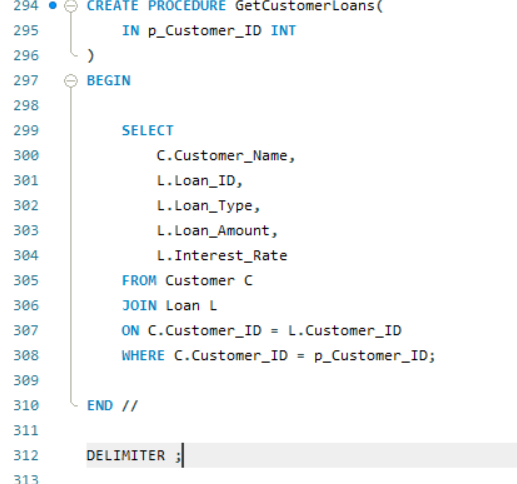 294 CREATE PROCEDURE GetCustomerLoans(
295 IN p_Customer_ID INT
296 )
297 BEGIN
298
299 SELECT
300 C.Customer_Name,
301 L.Loan_ID,
302 L.Loan_Type,
303 L.Loan_Amount,
304 L.Interest_Rate
305 FROM Customer C
306 JOIN Loan L
307 ON C.Customer_ID = L.Customer_ID
308 WHERE C.Customer_ID = p_Customer_ID;
309
310 END //
311
312 DELIMITER ;
313